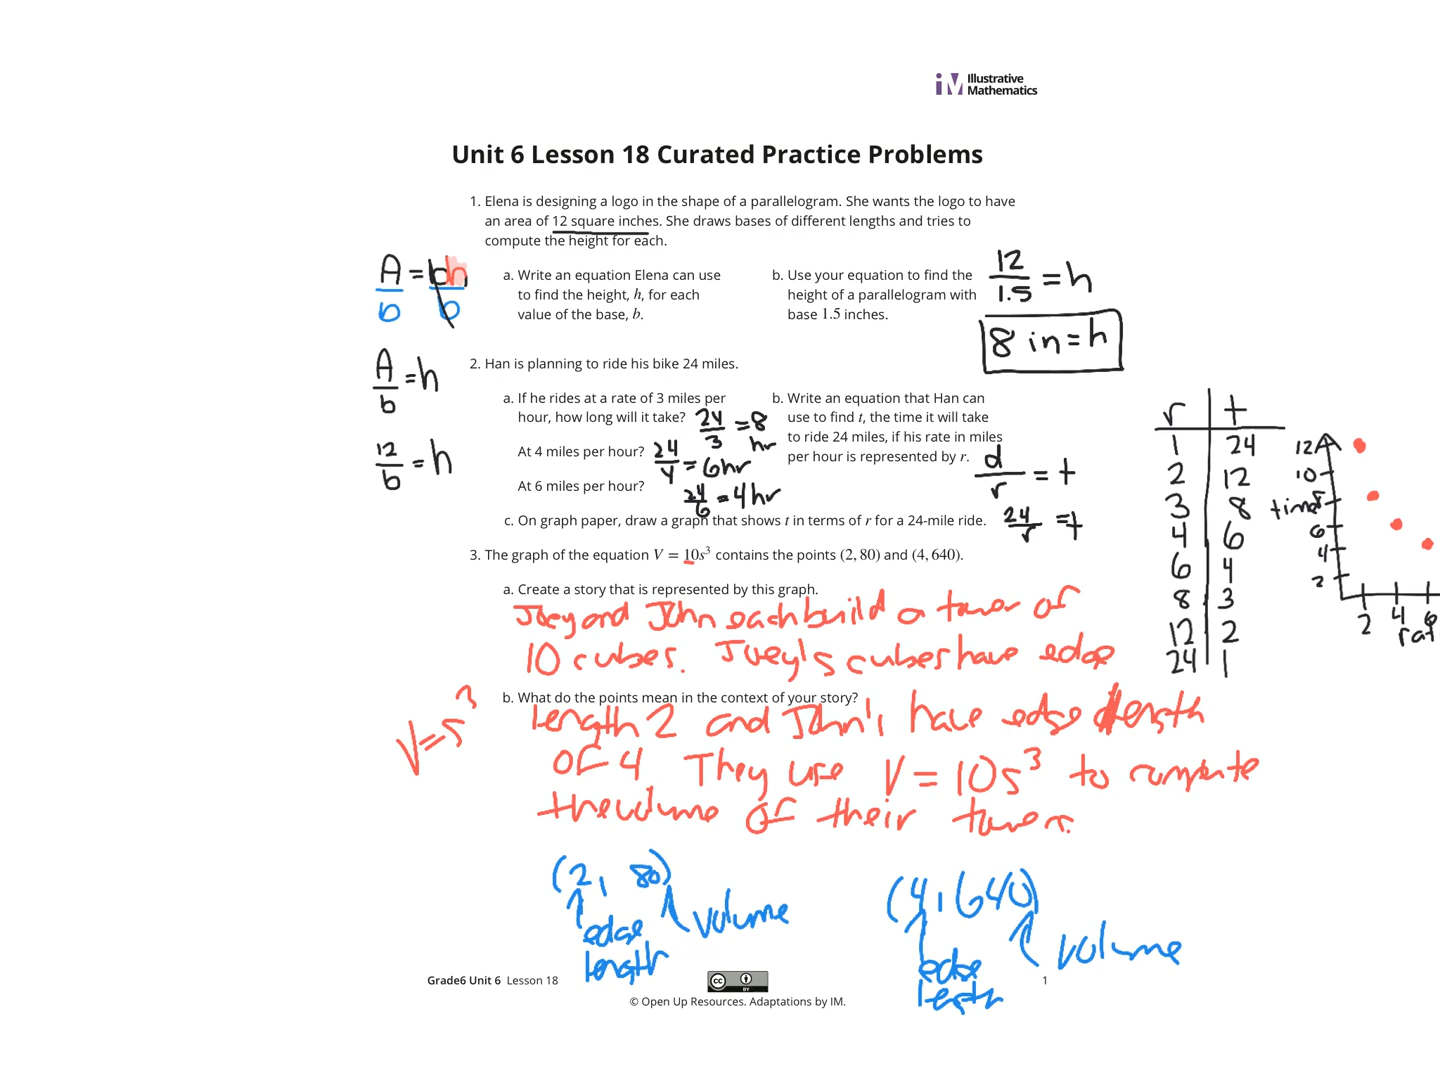 Illustrative
Mathematics
Unit 6 Lesson 18 Curated Practice Problems
1. Elena is designing a logo in the shape of a parallelogram. She wants the logo to have
an area of 12 square inches. She draws bases of different lengths and tries to
compute the height for each.
a. Write an equation Elena can use
to find the height, h, for each
value of the base, b.
A/b = bh/b
A/b = h
12/b = h
b. Use your equation to find the
height of a parallelogram with
base 1.5 inches.
12/1.5 = h
8 in = h
2. Han is planning to ride his bike 24 miles.
a. If he rides at a rate of 3 miles per
hour, how long will it take? 24/3 = 8 hr
At 4 miles per hour? 24/4 = 6hr
At 6 miles per hour? 24/6 = 4hr
b. Write an equation that Han can
use to find t, the time it will take
to ride 24 miles, if his rate in miles
per hour is represented by r.
d/r = t
24/r = t
c. On graph paper, draw a graph that shows t in terms of r for a 24-mile ride.
r t
1 24
2 12
3 8
4 6
6 4
8 3
12 2
24 1
12
10
8
time
6
4
2
2 4 6
rat
3. The graph of the equation V = 10s³ contains the points (2, 80) and (4, 640).
a. Create a story that is represented by this graph.
Joey and John each build a tower of
10 cubes. Joey's cubes have edge
b. What do the points mean in the context of your story?
length 2 and John's have edge length
of 4 They use V = 10s³ to compute
the volume of their tower.
V=s³
(2, 80)
edge
length
volume
(4, 640)
edge
length
volume
Grade6 Unit 6 Lesson 18
cc BY
1
© Open Up Resources. Adaptations by IM.